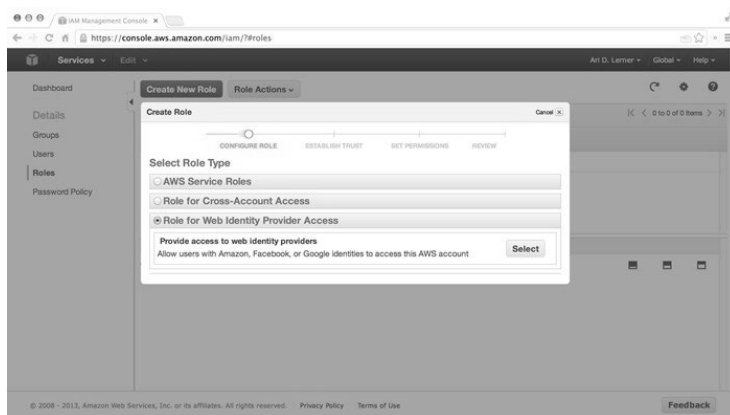 IAM Management Console
https://console.aws.amazon.com/iam/?#roles
Services Edit Ari D. Lerner Global Help
Dashboard
Create New Role Role Actions
Details
Groups
Users
Roles
Password Policy
0 to 0 of 0 items
Create Role Cancel
CONFIGURE ROLE ESTABLISH TRUST SET PERMISSIONS REVIEW
Select Role Type
AWS Service Roles
Role for Cross-Account Access
Role for Web Identity Provider Access
Provide access to web identity providers
Allow users with Amazon, Facebook, or Google identities to access this AWS account
Select
© 2008 - 2013, Amazon Web Services, Inc. or its affiliates. All rights reserved. Privacy Policy Terms of Use Feedback